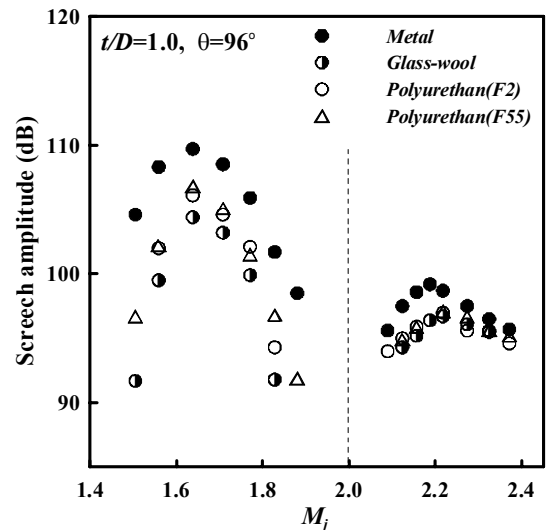 t/D=1.0, θ=96°
Metal
Glass-wool
Polyurethan(F2)
Polyurethan(F55)
Screech amplitude (dB)
120
110
100
90
1.4 1.6 1.8 2.0 2.2 2.4
Mj